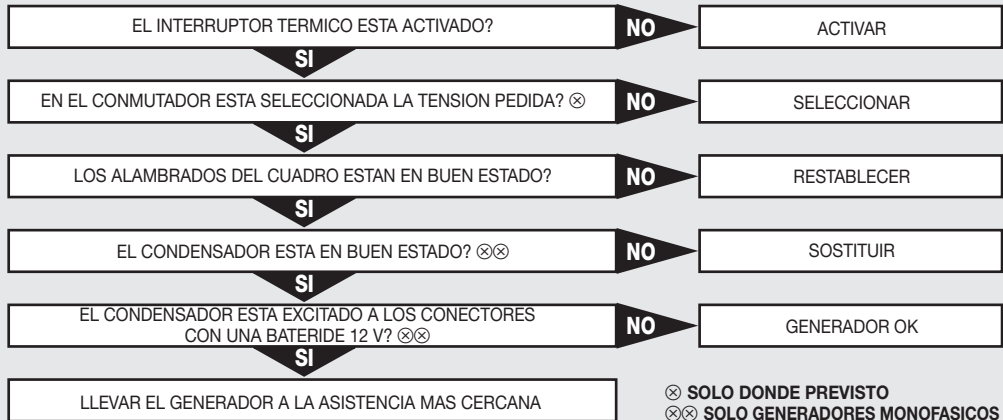 EL INTERRUPTOR TERMICO ESTA ACTIVADO?
NO
ACTIVAR
SI
EN EL CONMUTADOR ESTA SELECCIONADA LA TENSION PEDIDA? ⊗
NO
SELECCIONAR
SI
LOS ALAMBRADOS DEL CUADRO ESTAN EN BUEN ESTADO?
NO
RESTABLECER
SI
EL CONDENSADOR ESTA EN BUEN ESTADO? ⊗⊗
NO
SOSTITUIR
SI
EL CONDENSADOR ESTA EXCITADO A LOS CONECTORES
CON UNA BATERIDE 12 V? ⊗⊗
NO
GENERADOR OK
SI
LLEVAR EL GENERADOR A LA ASISTENCIA MAS CERCANA
⊗ SOLO DONDE PREVISTO
⊗⊗ SOLO GENERADORES MONOFASICOS